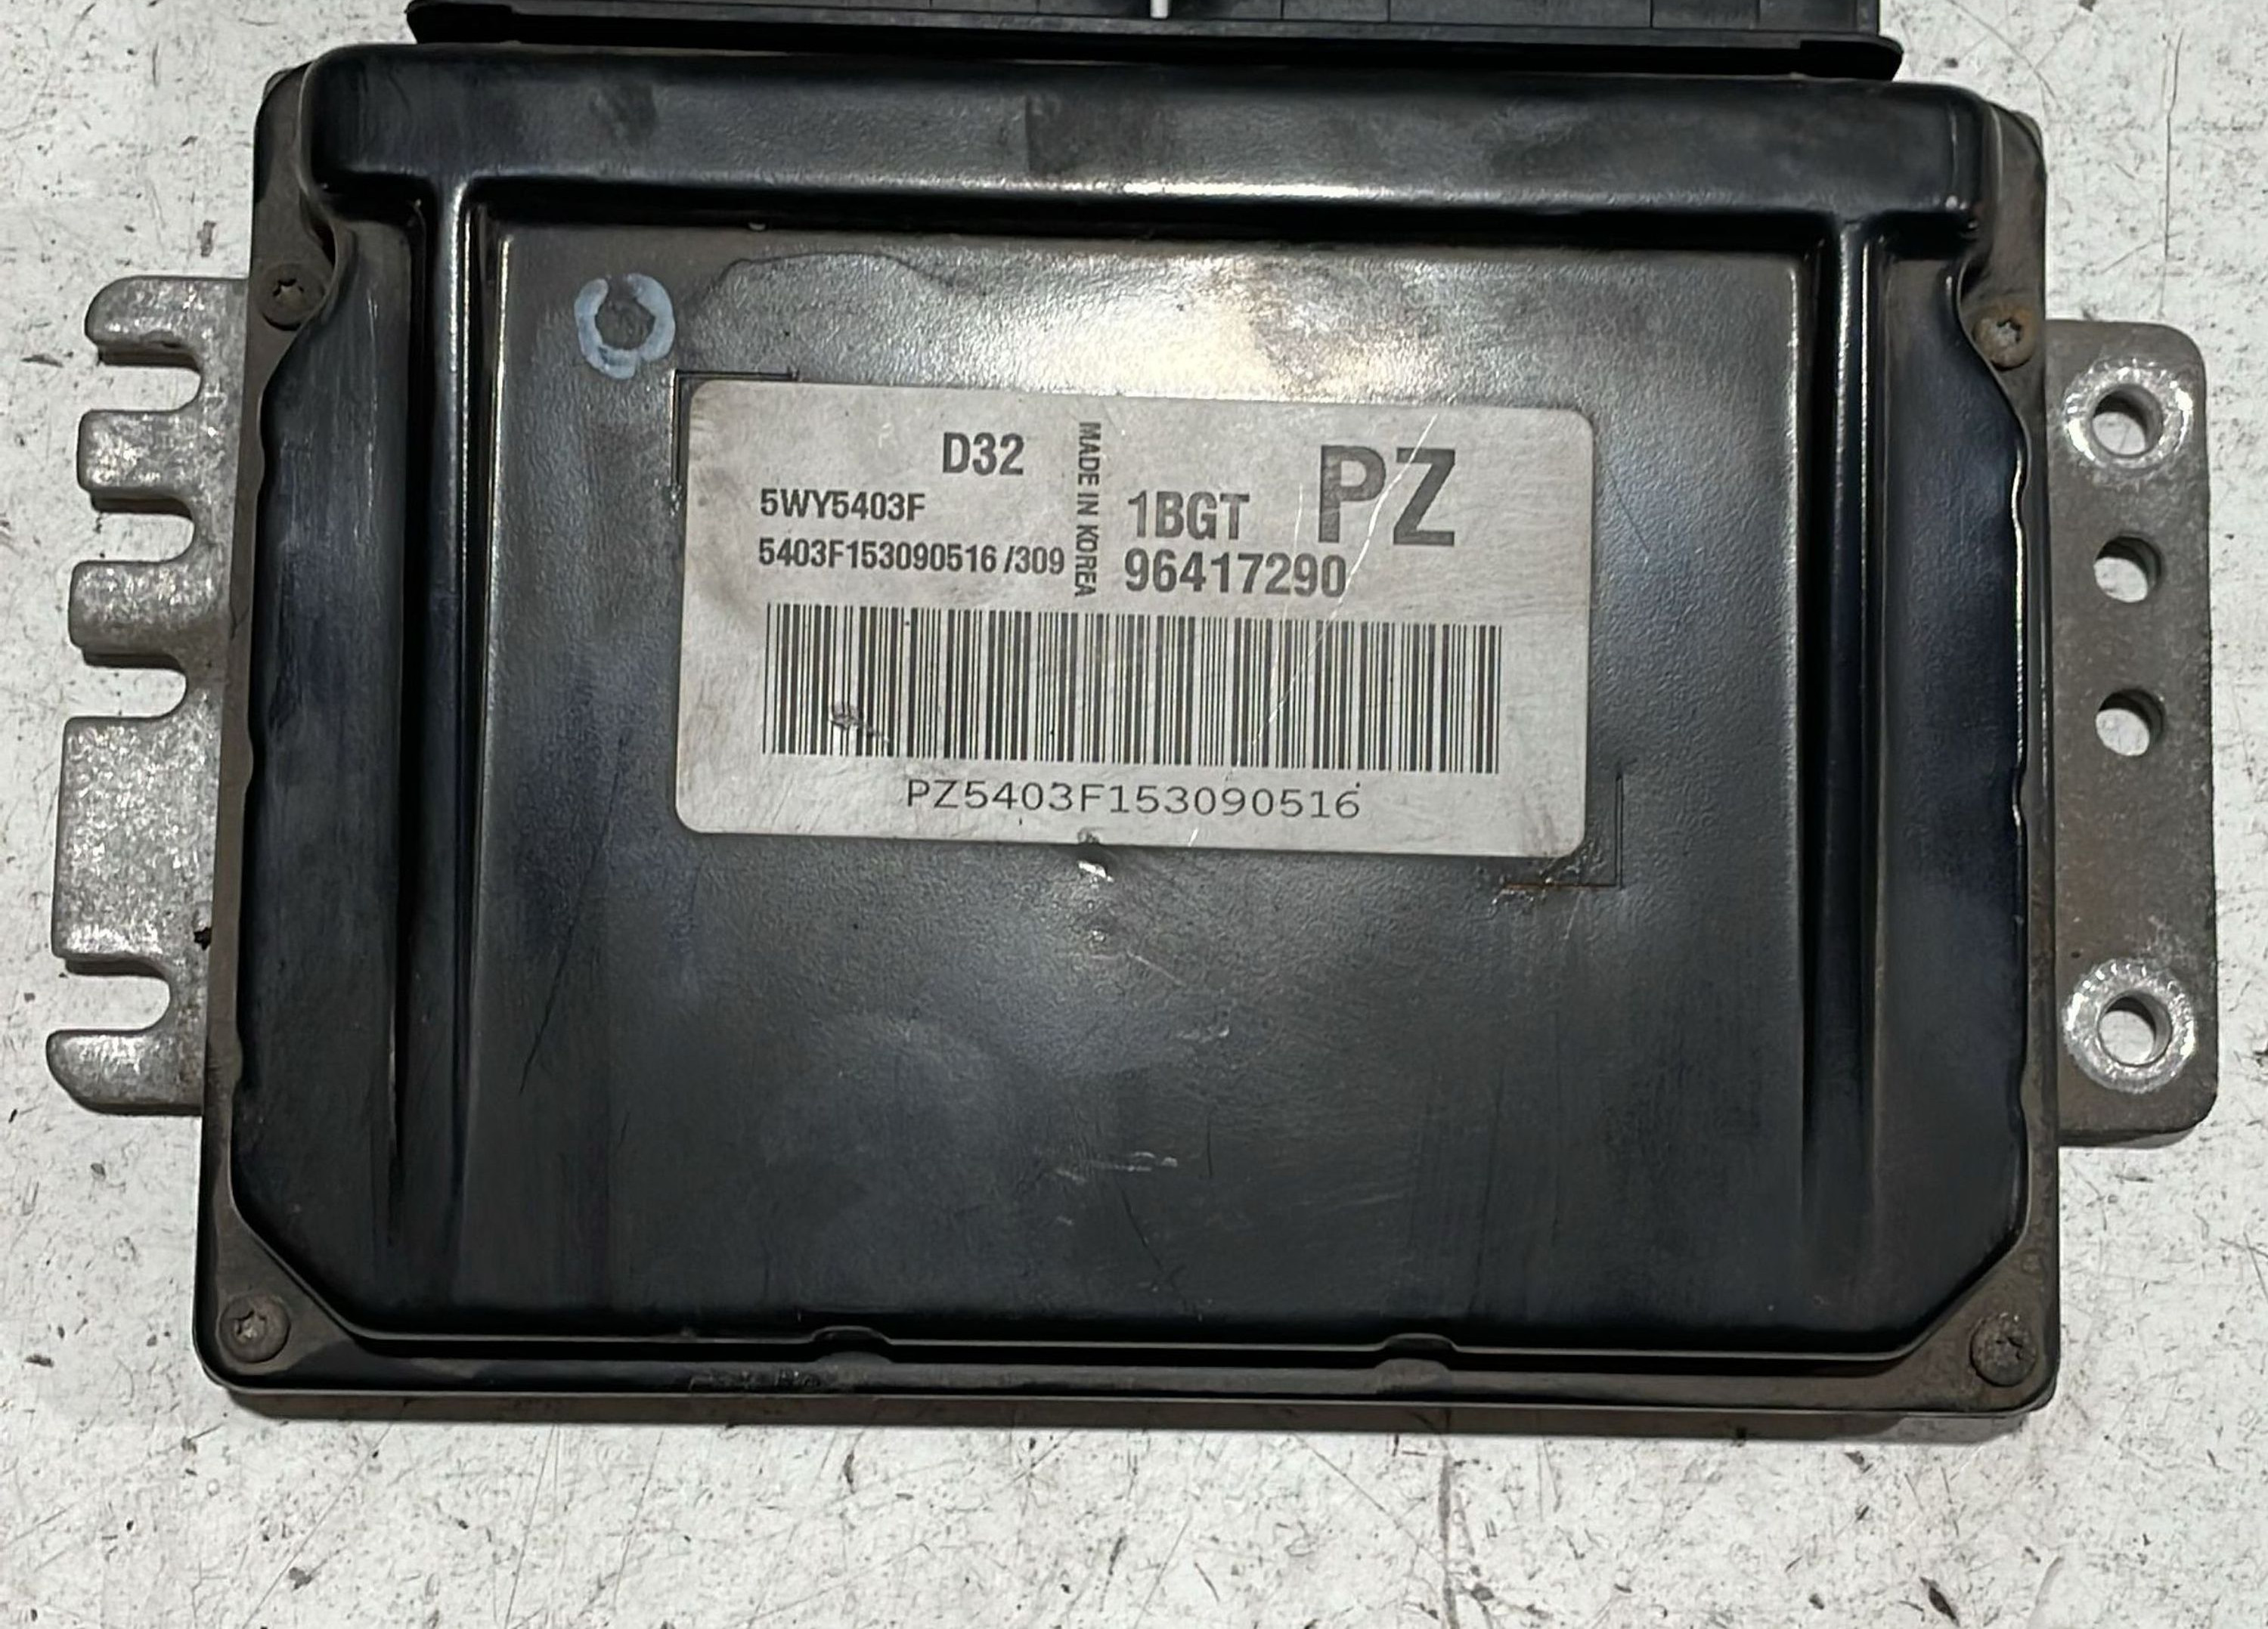 D32
5WY5403F
5403F153090516 /309
MADE IN KOREA
1BGT PZ
96417290
PZ5403F153090516